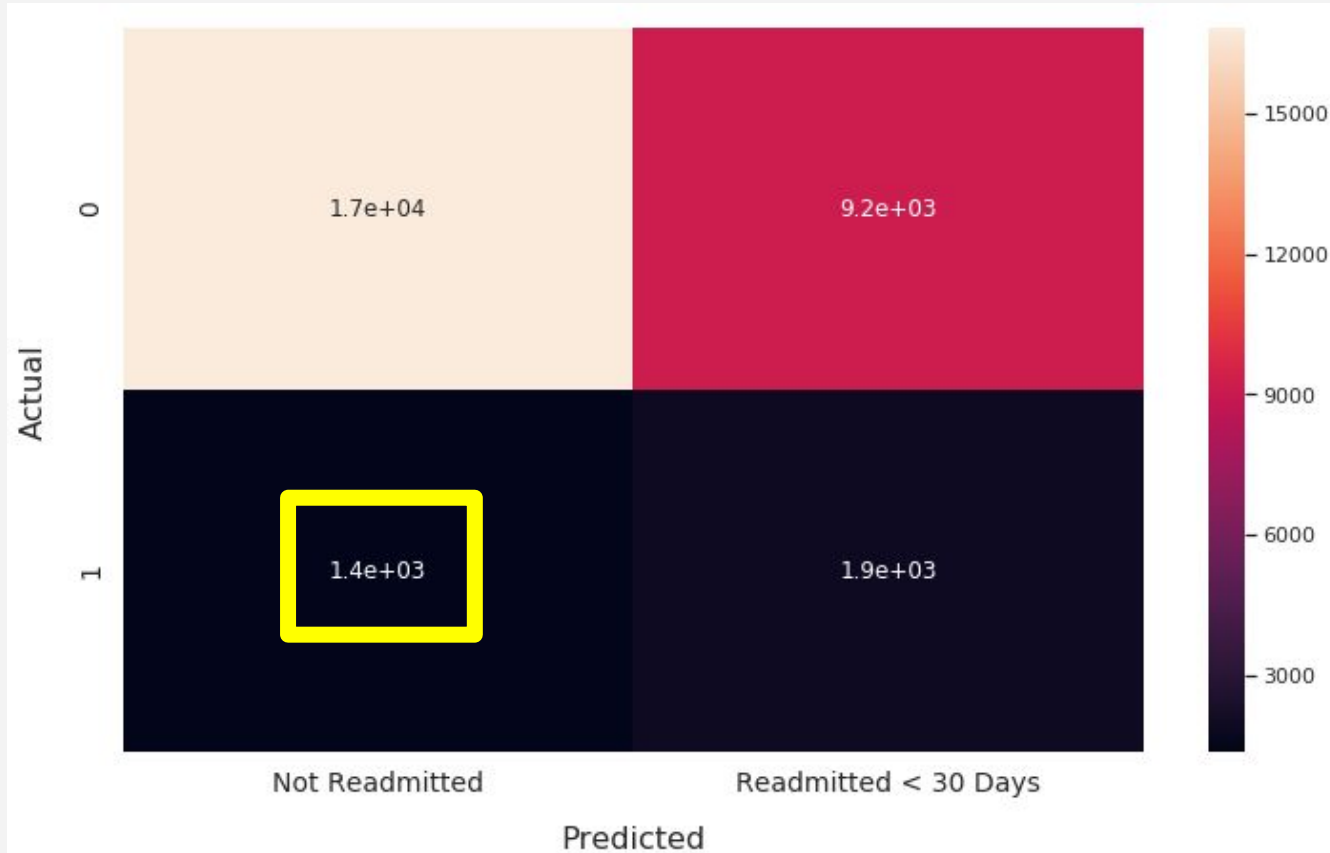 15000
1.7e+04 9.2e+03
0
12000
Actual
9000
6000
1.4e+03 1.9e+03
1
3000
Not Readmitted Readmitted < 30 Days
Predicted